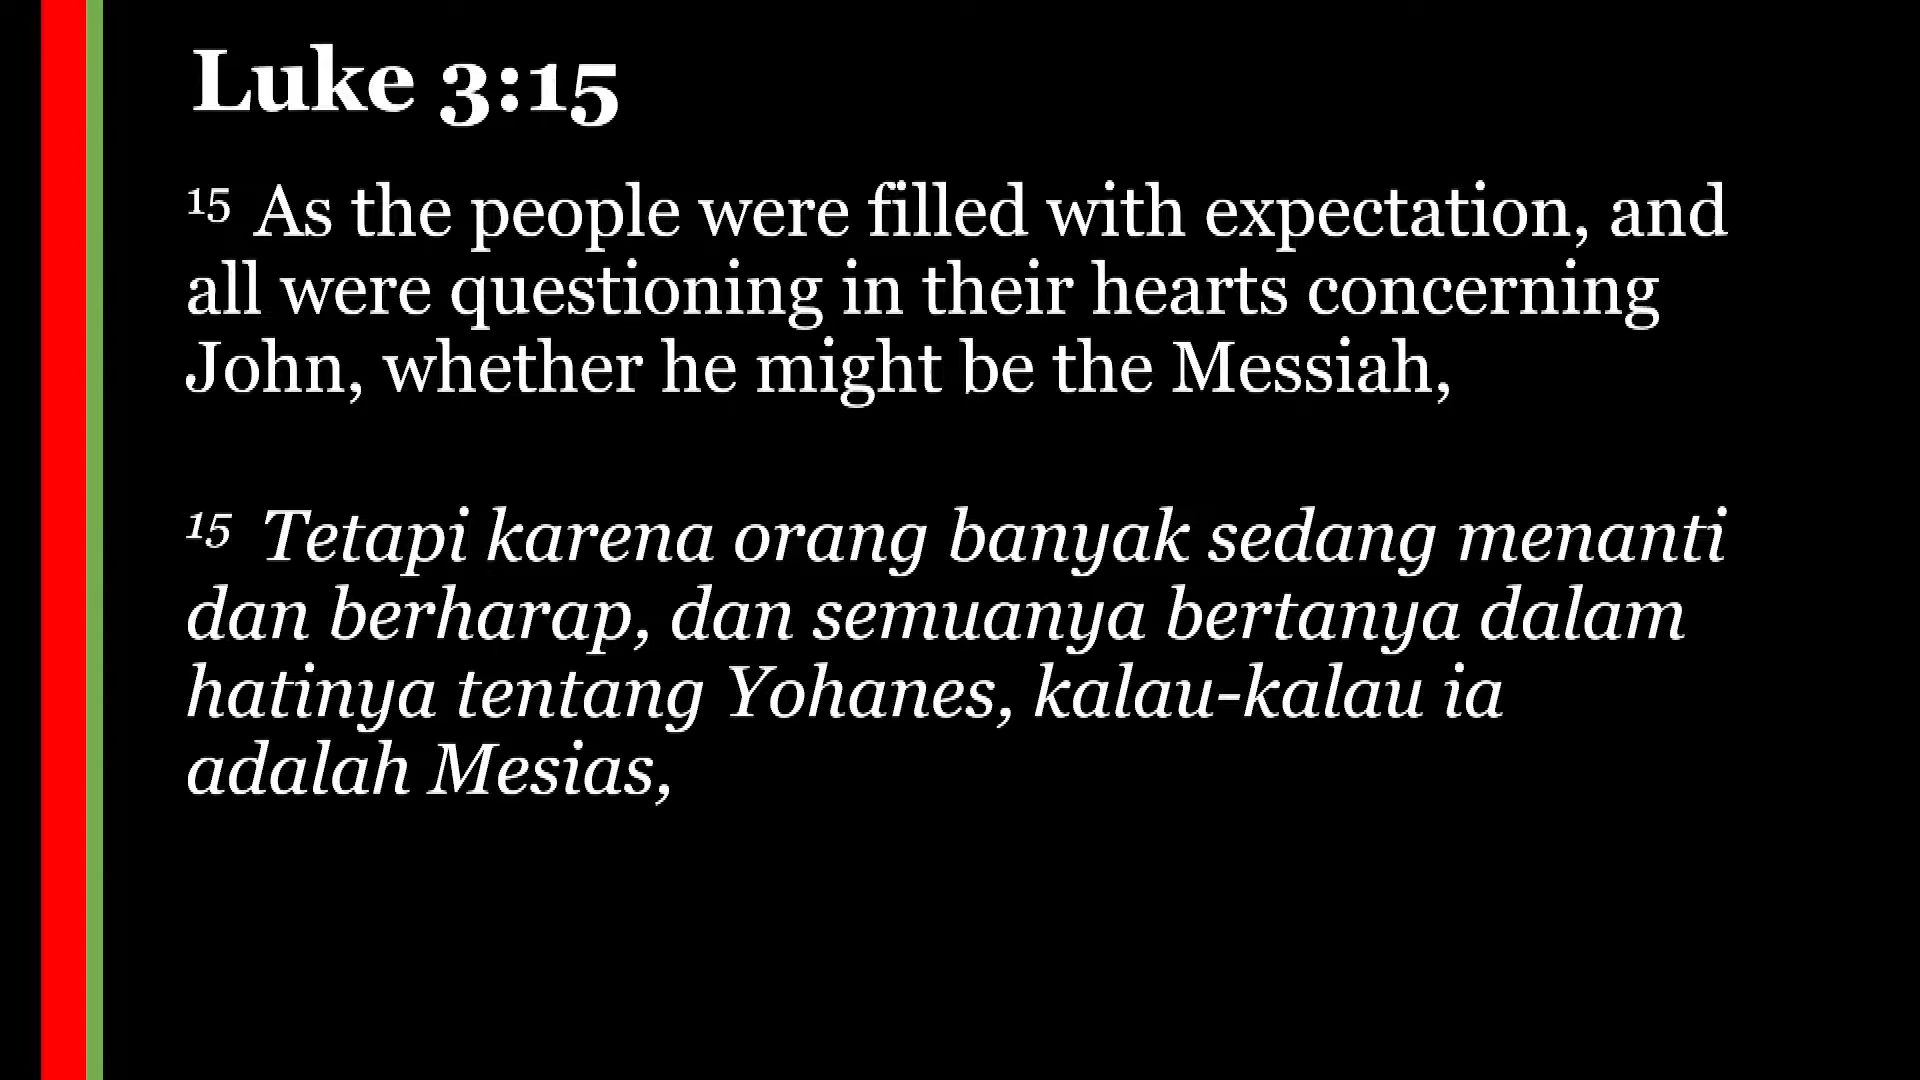 Luke 3:15
15 As the people were filled with expectation, and
all were questioning in their hearts concerning
John, whether he might be the Messiah,
15 Tetapi karena orang banyak sedang menanti
dan berharap, dan semuanya bertanya dalam
hatinya tentang Yohanes, kalau-kalau ia
adalah Mesias,